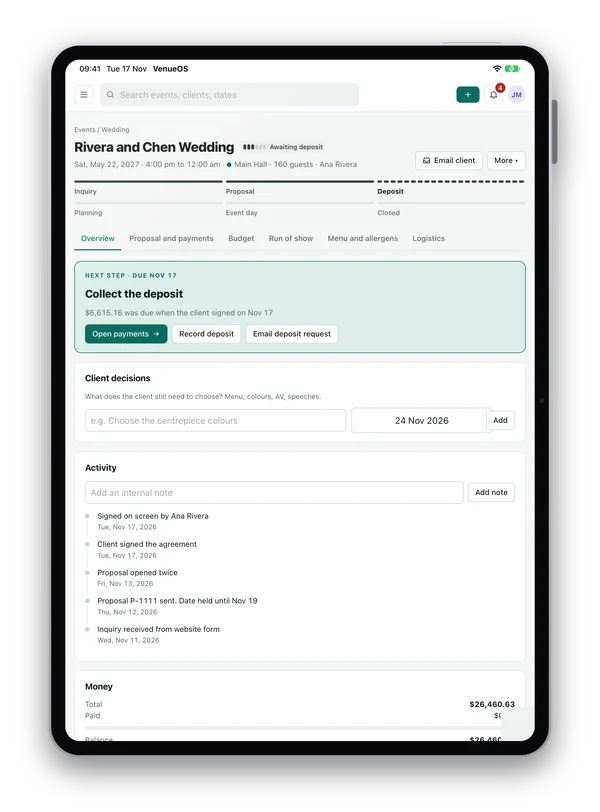 09:41 Tue 17 Nov VenueOS
Search events, clients, dates
+
4
JM
Events / Wedding
Rivera and Chen Wedding Awaiting deposit
Sat, May 22, 2027 · 4:00 pm to 12:00 am · Main Hall · 160 guests · Ana Rivera
Email client
More
Inquiry Proposal Deposit
Planning Event day Closed
Overview Proposal and payments Budget Run of show Menu and allergens Logistics
NEXT STEP · DUE NOV 17
Collect the deposit
$6,615.16 was due when the client signed on Nov 17
Open payments → Record deposit Email deposit request
Client decisions
What does the client still need to choose? Menu, colours, AV, speeches.
e.g. Choose the centrepiece colours 24 Nov 2026 Add
Activity
Add an internal note Add note
Signed on screen by Ana Rivera
Tue, Nov 17, 2026
Client signed the agreement
Tue, Nov 17, 2026
Proposal opened twice
Fri, Nov 13, 2026
Proposal P-1111 sent. Date held until Nov 19
Thu, Nov 12, 2026
Inquiry received from website form
Wed, Nov 11, 2026
Money
Total $26,460.63
Paid $0
Balance $26,460